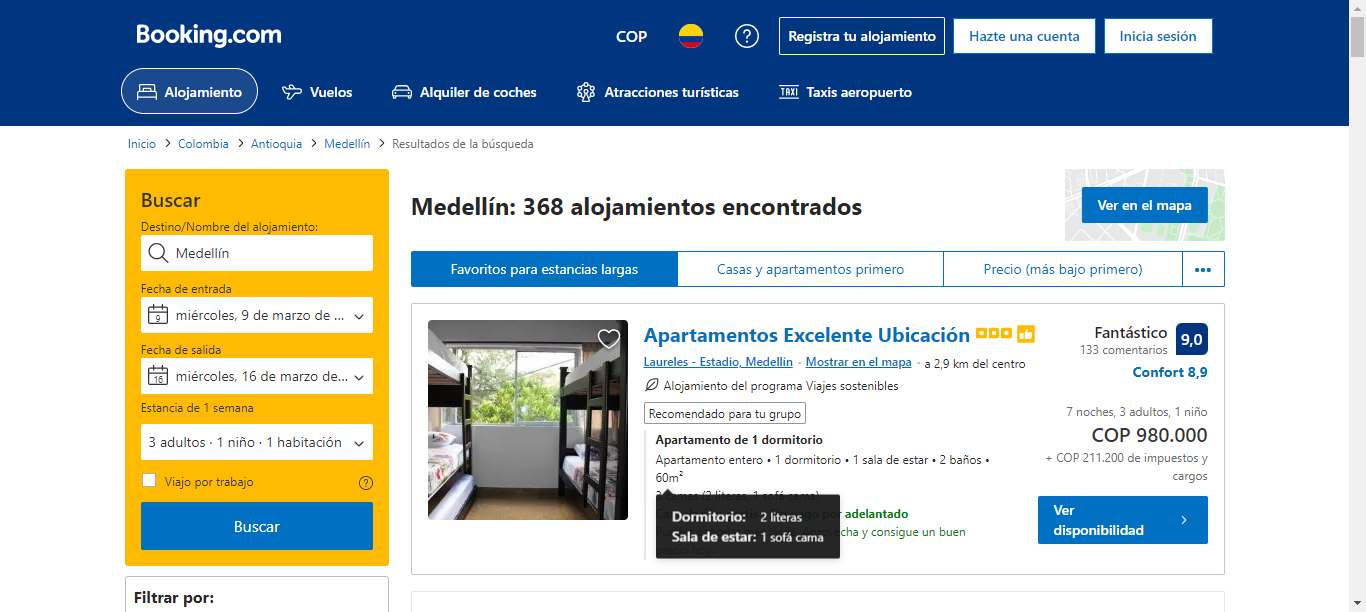 Booking.com
COP
Registra tu alojamiento
Hazte una cuenta
Inicia sesión
Alojamiento
Vuelos
Alquiler de coches
Atracciones turísticas
TAXI
Taxis aeropuerto
Inicio > Colombia > Antioquia > Medellín > Resultados de la búsqueda
Buscar
Destino/Nombre del alojamiento:
Medellín
Fecha de entrada
9
miércoles, 9 de marzo de ...
Fecha de salida
16
miércoles, 16 de marzo de...
Estancia de 1 semana
3 adultos · 1 niño · 1 habitación
Viajo por trabajo
Buscar
Filtrar por:
Medellín: 368 alojamientos encontrados
Ver en el mapa
Favoritos para estancias largas
Casas y apartamentos primero
Precio (más bajo primero)
Apartamentos Excelente Ubicación
Laureles - Estadio, Medellín · Mostrar en el mapa · a 2,9 km del centro
Alojamiento del programa Viajes sostenibles
Recomendado para tu grupo
Apartamento de 1 dormitorio
Apartamento entero • 1 dormitorio • 1 sala de estar • 2 baños •
60m²
(2 literas, 1 sofá cama)
por adelantado
vecha y consigue un buen
Dormitorio: 2 literas
Sala de estar: 1 sofá cama
Fantástico
133 comentarios
9,0
Confort 8,9
7 noches, 3 adultos, 1 niño
COP 980.000
+ COP 211.200 de impuestos y
cargos
Ver
disponibilidad